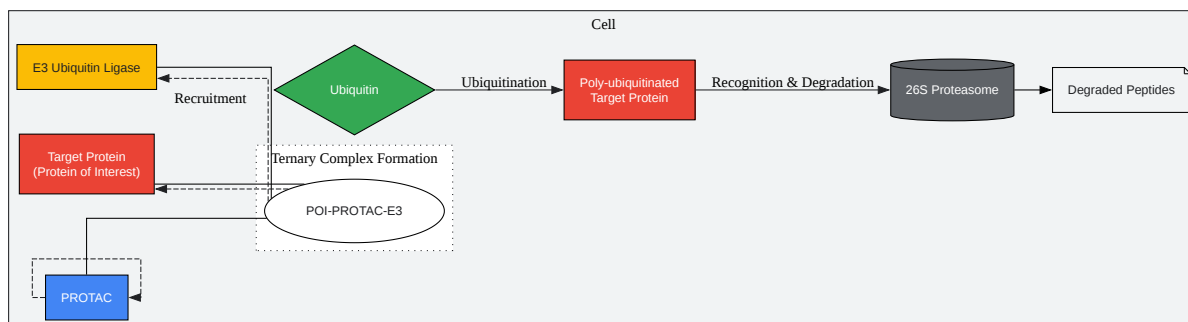 Cell
E3 Ubiquitin Ligase
Recruitment
Ubiquitin
Ubiquitination
Poly-ubiquitinated
Target Protein
Recognition & Degradation
26S Proteasome
Degraded Peptides
Target Protein
(Protein of Interest)
Ternary Complex Formation
POI-PROTAC-E3
PROTAC